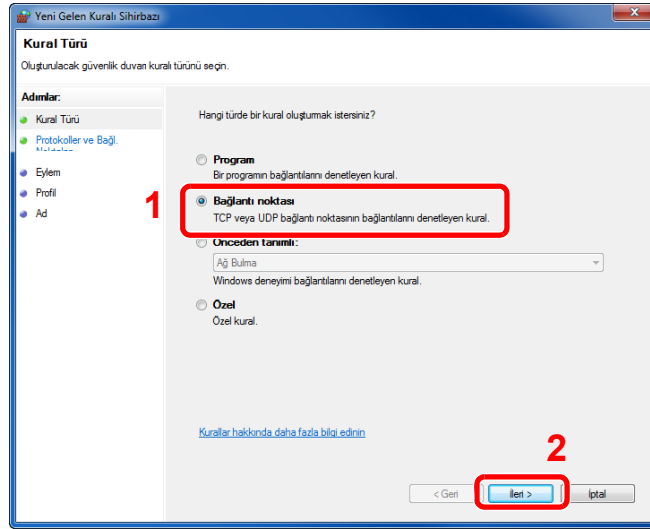 Yeni Gelen Kuralı Sihirbazı
Kural Türü
Oluşturulacak güvenlik duvarı kuralı türünü seçin.
Adımlar:
Kural Türü
Protokoller ve Bağl.
Eylem
Profil
Ad
Hangi türde bir kural oluşturmak istersiniz?
Program
Bir programın bağlantılarını denetleyen kural.
1
Bağlantı noktası
TCP veya UDP bağlantı noktasının bağlantılarını denetleyen kural.
Önceden tanımlı:
Ağ Bulma
Windows deneyimi bağlantılarını denetleyen kural.
Özel
Özel kural.
Kurallar hakkında daha fazla bilgi edinin
2
< Geri
İleri >
İptal